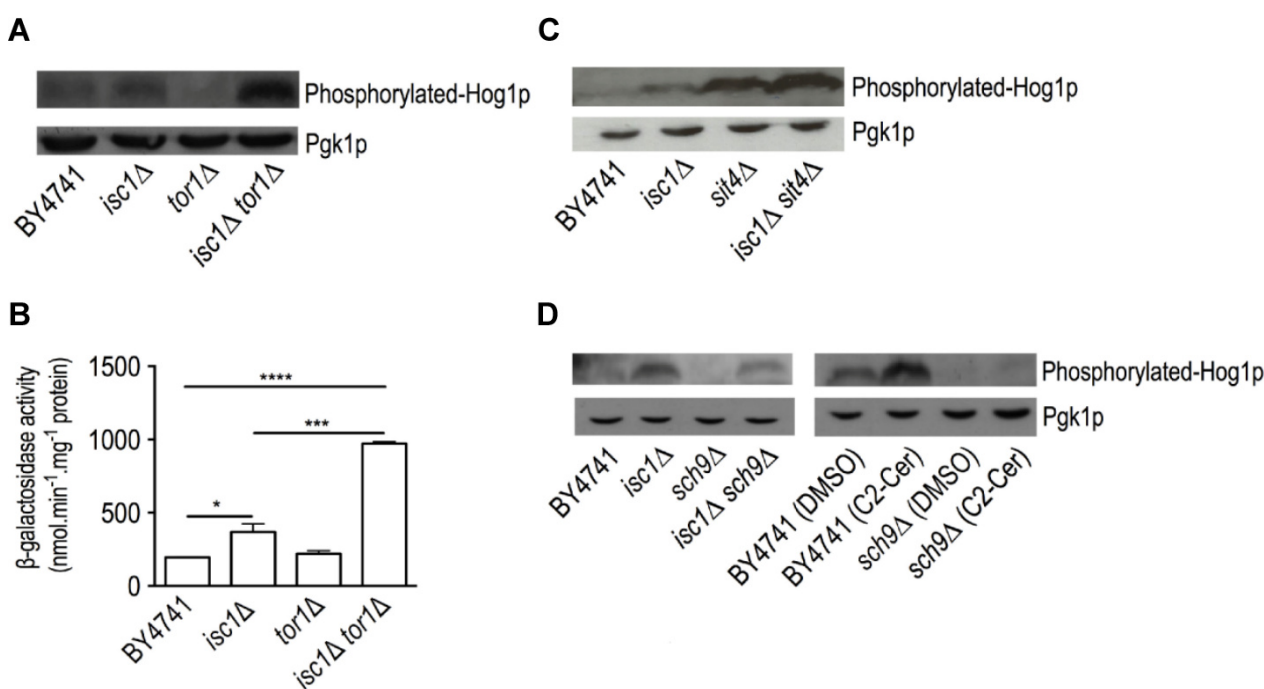 A
Phosphorylated-Hog1p
Pgk1p
BY4741
isc1Δ
tor1Δ
isc1Δ tor1Δ
C
Phosphorylated-Hog1p
Pgk1p
BY4741
isc1Δ
sit4Δ
isc1Δ sit4Δ
B
β-galactosidase activity
(nmol.min⁻¹.mg⁻¹ protein)
1500
1000
500
0
****
***
*
BY4741
isc1Δ
tor1Δ
isc1Δ tor1Δ
D
Phosphorylated-Hog1p
Pgk1p
BY4741
isc1Δ
sch9Δ
isc1Δ sch9Δ
BY4741 (DMSO)
BY4741 (C2-Cer)
sch9Δ (DMSO)
sch9Δ (C2-Cer)